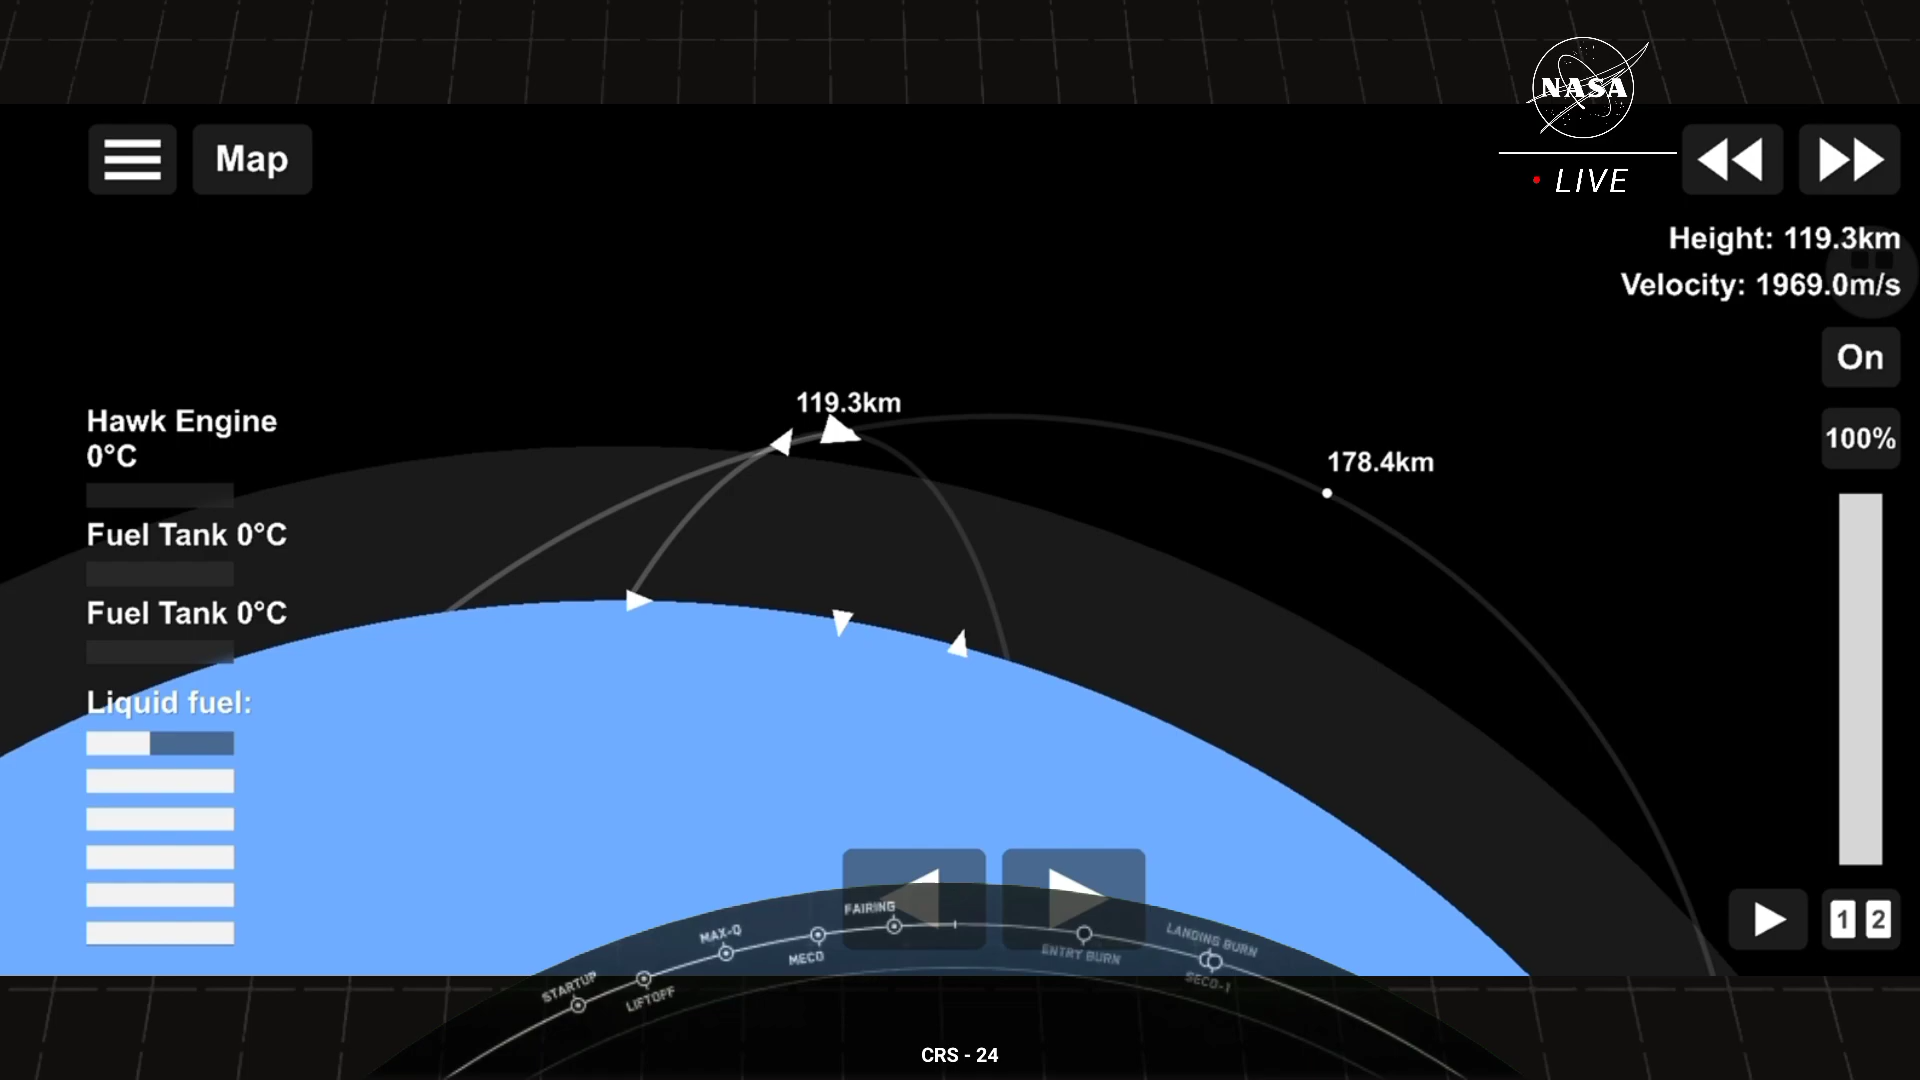 NASA
LIVE
Map
Height: 119.3km
Velocity: 1969.0m/s
On
100%
119.3km
178.4km
Hawk Engine
0°C
Fuel Tank 0°C
Fuel Tank 0°C
Liquid fuel:
1 2
STARTUP
LIFTOFF
MAX-Q
MECO
FAIRING
ENTRY BURN
LANDING BURN
SECO-1
CRS - 24